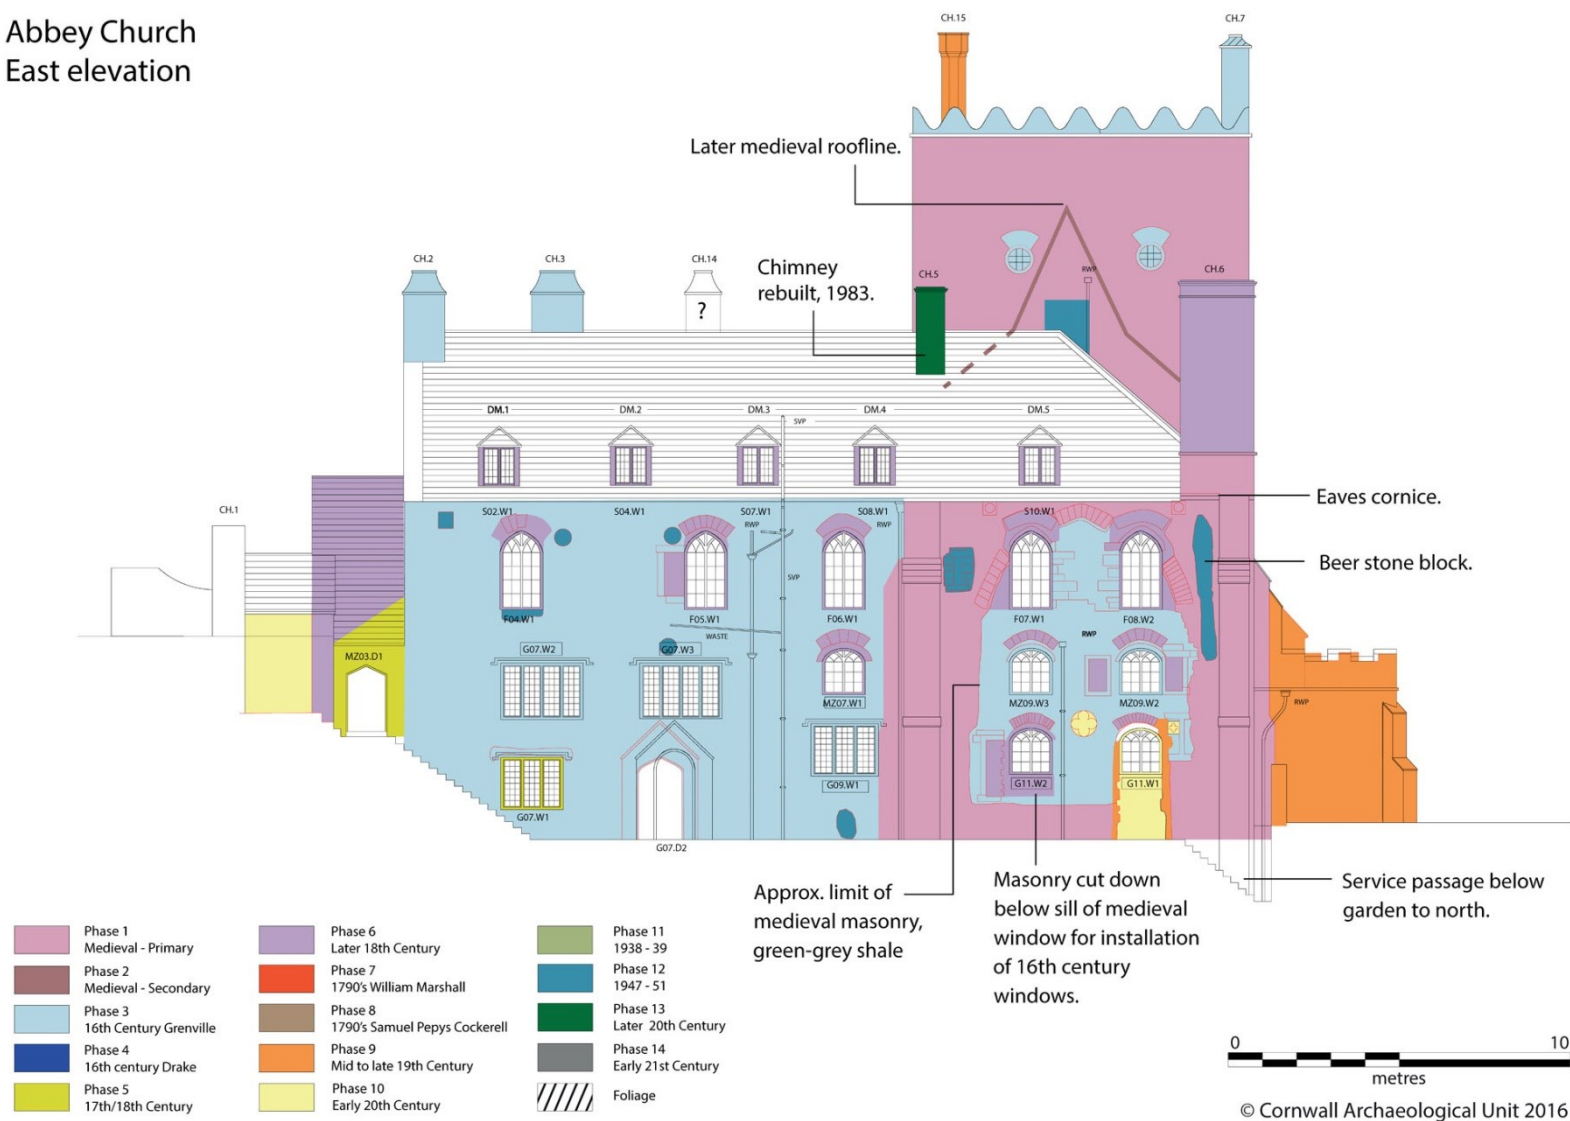 Abbey Church
East elevation
CH.15
CH.7
Later medieval roofline.
CH.2
CH.3
CH.14
?
Chimney
rebuilt, 1983.
CH.5
RWP
CH.6
DM.1
DM.2
DM.3
DM.4
DM.5
SVP
Eaves cornice.
CH.1
S02.W1
S04.W1
S07.W1
S08.W1
S10.W1
RWP
RWP
Beer stone block.
SVP
F04.W1
F05.W1
F06.W1
F07.W1
F08.W2
WASTE
RWP
MZ03.D1
G07.W2
G07.W3
MZ07.W1
MZ09.W3
MZ09.W2
RWP
G09.W1
G11.W2
G11.W1
G07.W1
G07.D2
Approx. limit of
medieval masonry,
green-grey shale
Masonry cut down
below sill of medieval
window for installation
of 16th century
windows.
Service passage below
garden to north.
Phase 1
Medieval - Primary
Phase 2
Medieval - Secondary
Phase 3
16th Century Grenville
Phase 4
16th century Drake
Phase 5
17th/18th Century
Phase 6
Later 18th Century
Phase 7
1790's William Marshall
Phase 8
1790's Samuel Pepys Cockerell
Phase 9
Mid to late 19th Century
Phase 10
Early 20th Century
Phase 11
1938 - 39
Phase 12
1947 - 51
Phase 13
Later 20th Century
Phase 14
Early 21st Century
Foliage
0 10
metres
© Cornwall Archaeological Unit 2016